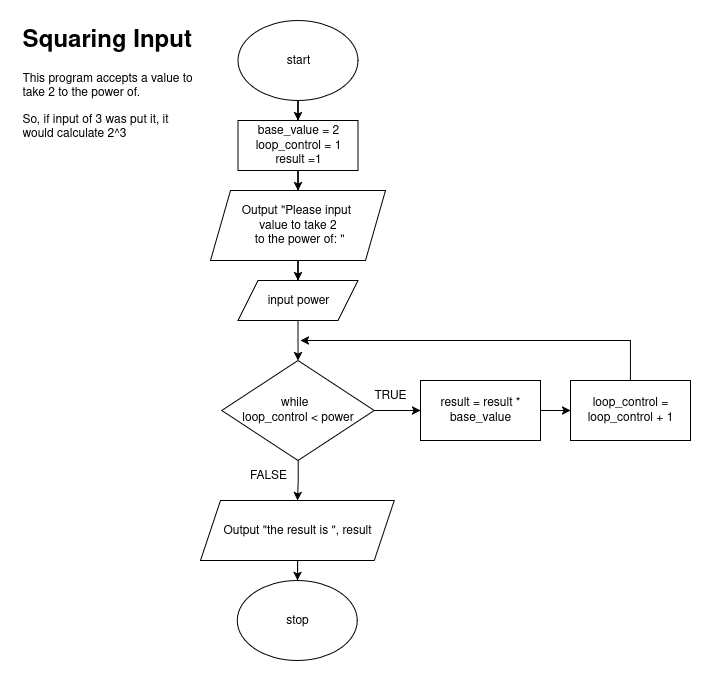 Squaring Input
This program accepts a value to
take 2 to the power of.
So, if input of 3 was put it, it
would calculate 2^3
start
base_value = 2
loop_control = 1
result =1
Output "Please input
value to take 2
to the power of: "
input power
while
loop_control < power
TRUE
result = result *
base_value
loop_control =
loop_control + 1
FALSE
Output "the result is ", result
stop